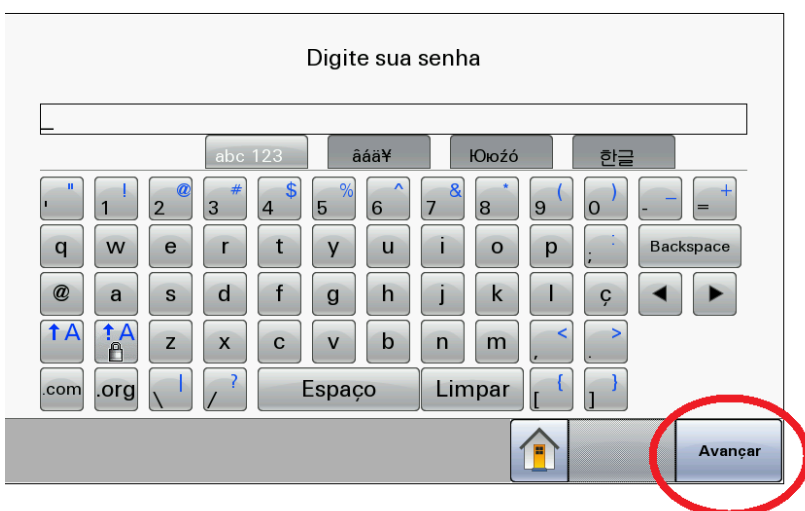 Digite sua senha
_
abc 123 âáä¥ Ююźó 한글
' " 1 ! 2 @ 3 # 4 $ 5 % 6 ^ 7 & 8 * 9 ( 0 ) - _ = +
q w e r t y u i o p ; : Backspace
@ a s d f g h j k l ç ◀ ▶
↑A ↑A z x c v b n m , < . >
.com .org \ | / ? Espaço Limpar [ { ] }
Avançar